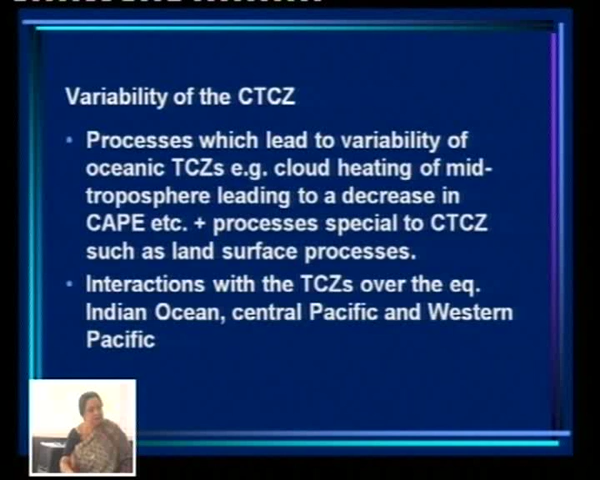 Variability of the CTCZ
• Processes which lead to variability of
oceanic TCZs e.g. cloud heating of mid-
troposphere leading to a decrease in
CAPE etc. + processes special to CTCZ
such as land surface processes.
• Interactions with the TCZs over the eq.
Indian Ocean, central Pacific and Western
Pacific